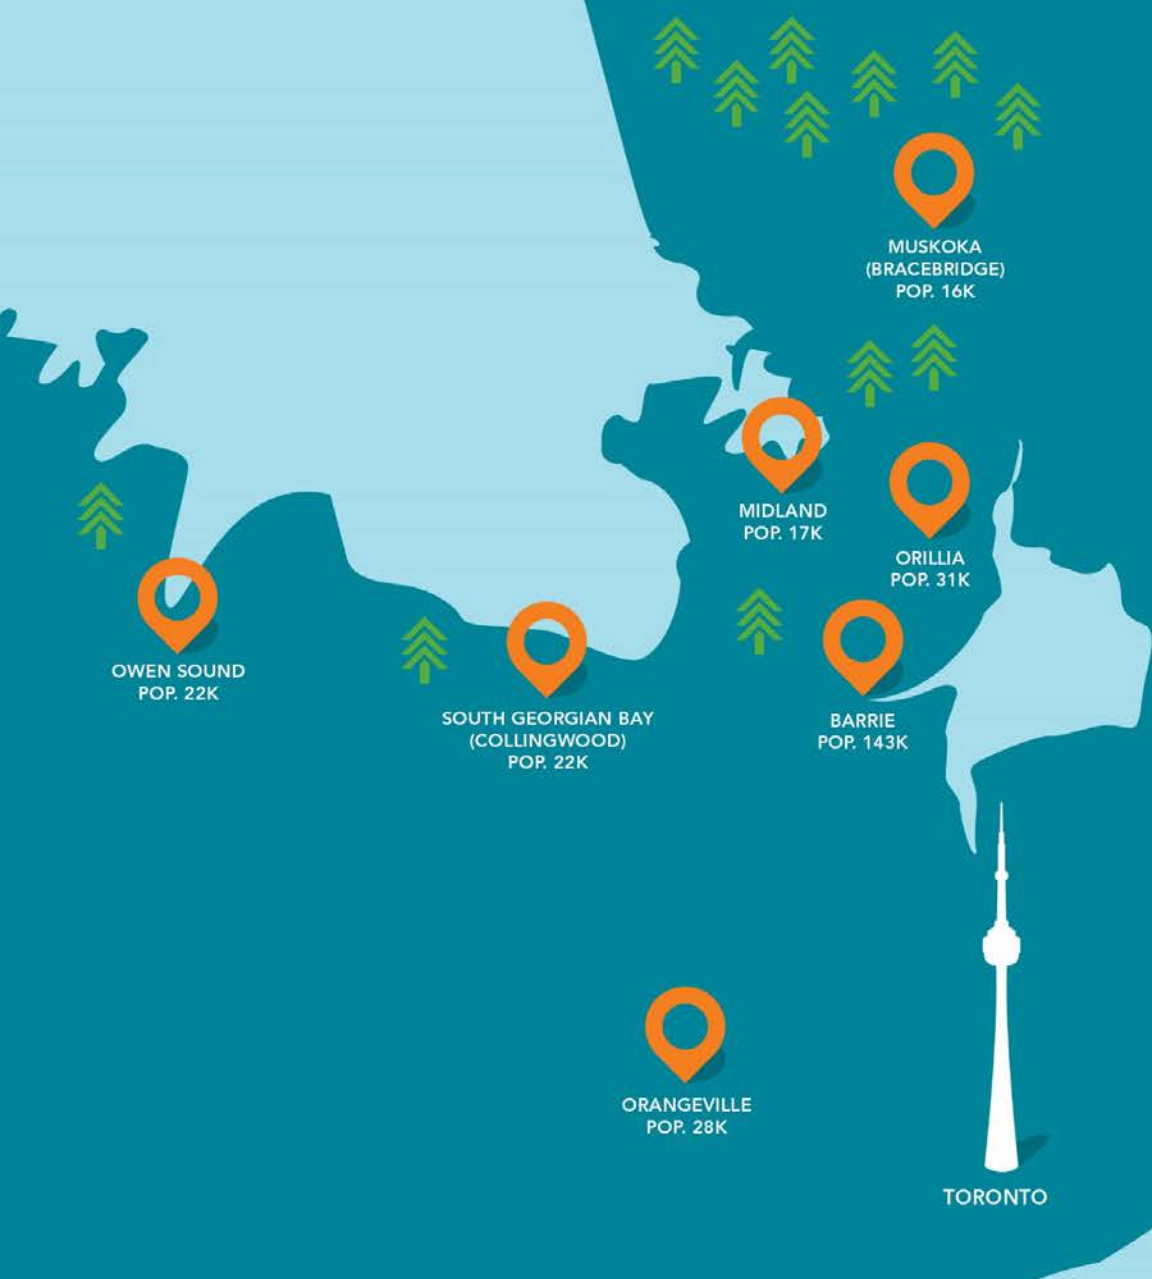 MUSKOKA
(BRACEBRIDGE)
POP. 16K
MIDLAND
POP. 17K
ORILLIA
POP. 31K
OWEN SOUND
POP. 22K
SOUTH GEORGIAN BAY
(COLLINGWOOD)
POP. 22K
BARRIE
POP. 143K
ORANGEVILLE
POP. 28K
TORONTO